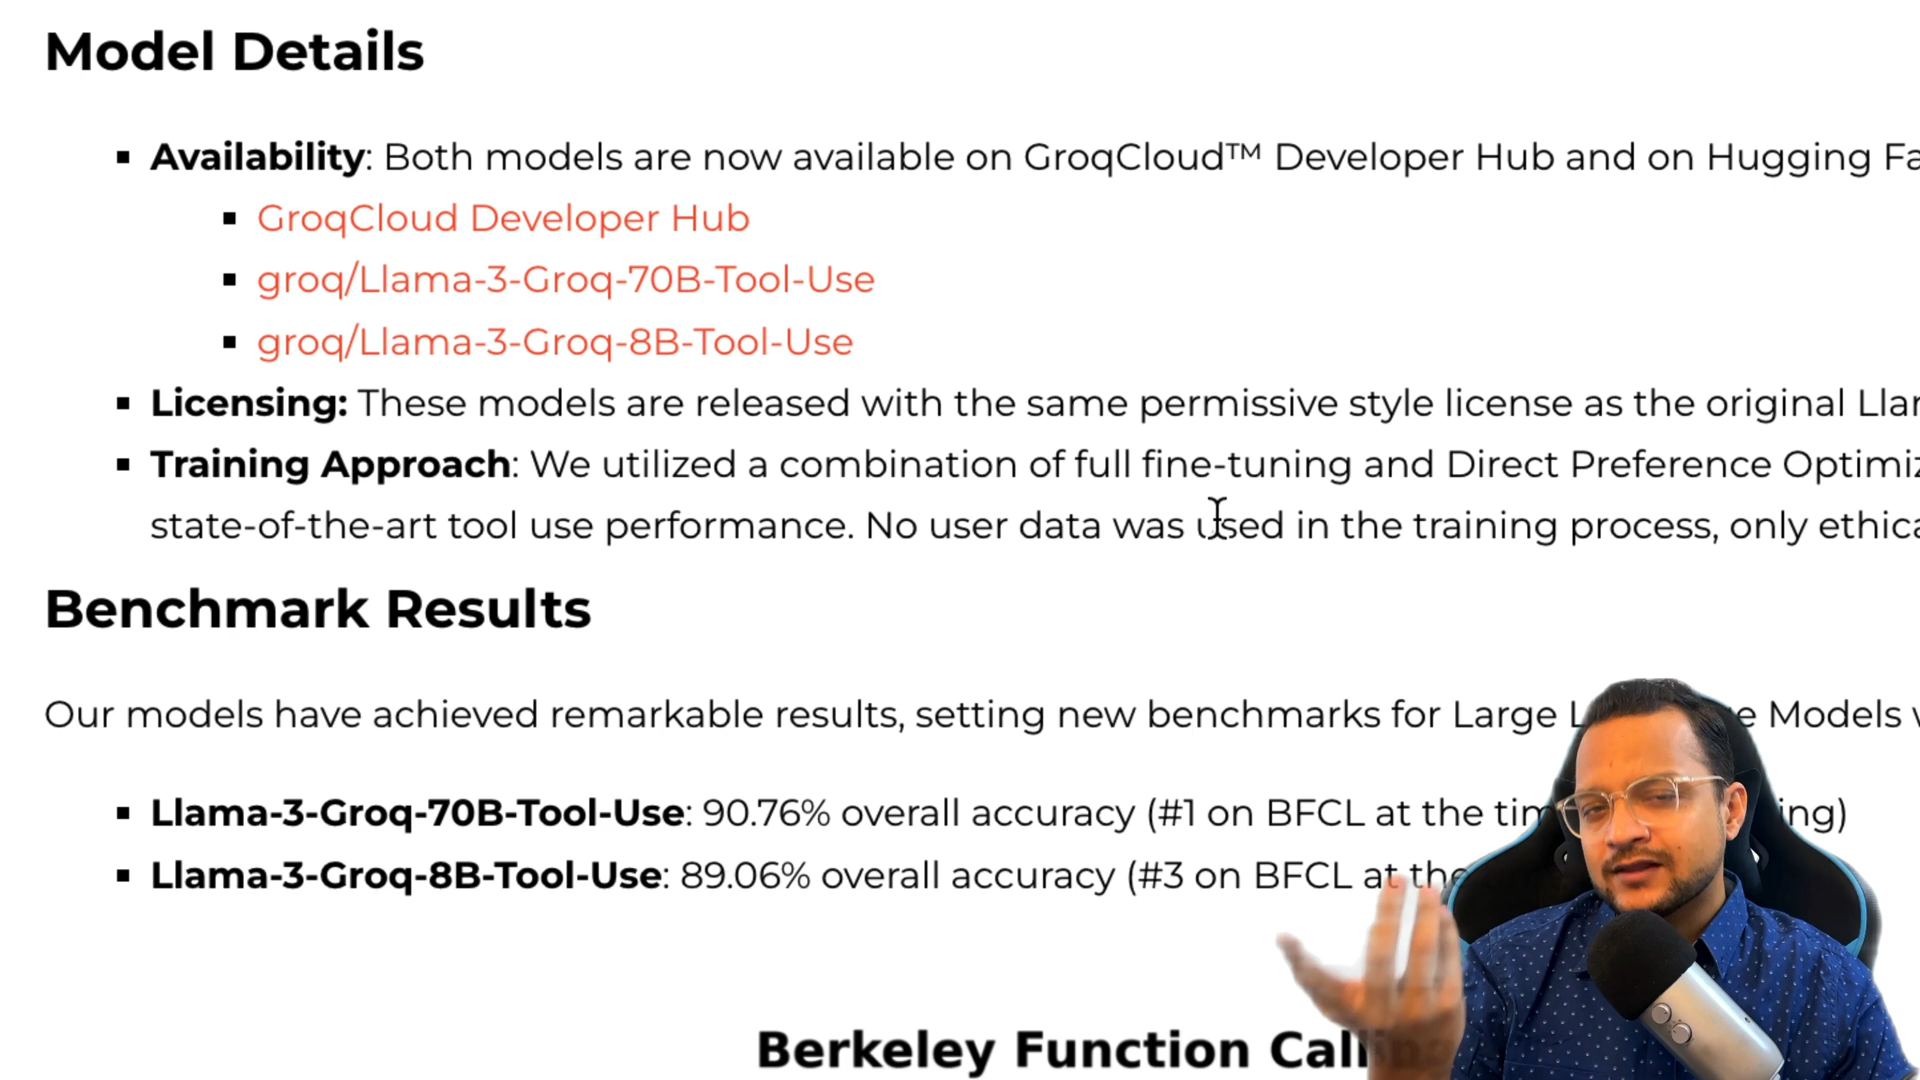 Model Details
Availability: Both models are now available on GroqCloud™ Developer Hub and on Hugging
GroqCloud Developer Hub
groq/Llama-3-Groq-70B-Tool-Use
groq/Llama-3-Groq-8B-Tool-Use
Licensing: These models are released with the same permissive style license as the original
Training Approach: We utilized a combination of full fine-tuning and Direct Preference
state-of-the-art tool use performance. No user data was used in the training process, only
Benchmark Results
Our models have achieved remarkable results, setting new benchmarks for Large Models
Llama-3-Groq-70B-Tool-Use: 90.76% overall accuracy (#1 on BFCL at the
Llama-3-Groq-8B-Tool-Use: 89.06% overall accuracy (#3 on BFCL at the
Berkeley Function